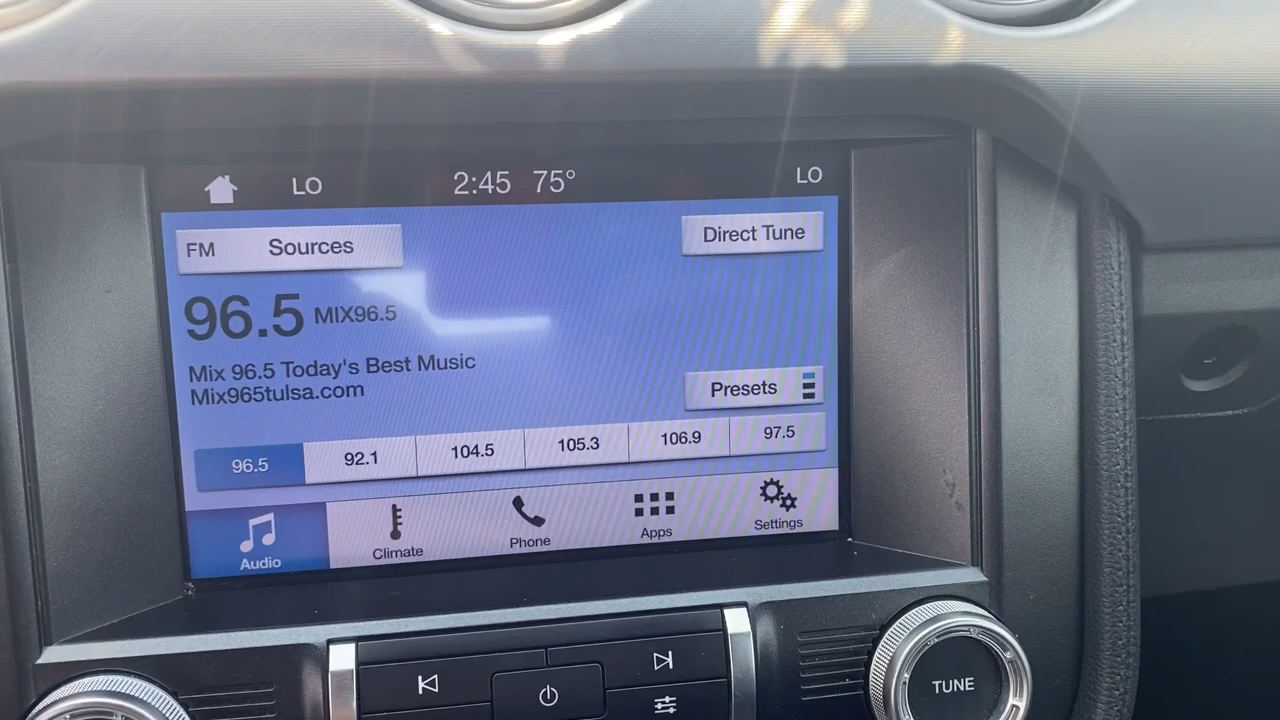 LO 2:45 75° LO
FM Sources
Direct Tune
96.5 MIX96.5
Mix 96.5 Today's Best Music
Mix965tulsa.com
Presets
96.5 92.1 104.5 105.3 106.9 97.5
Audio Climate Phone Apps Settings
TUNE